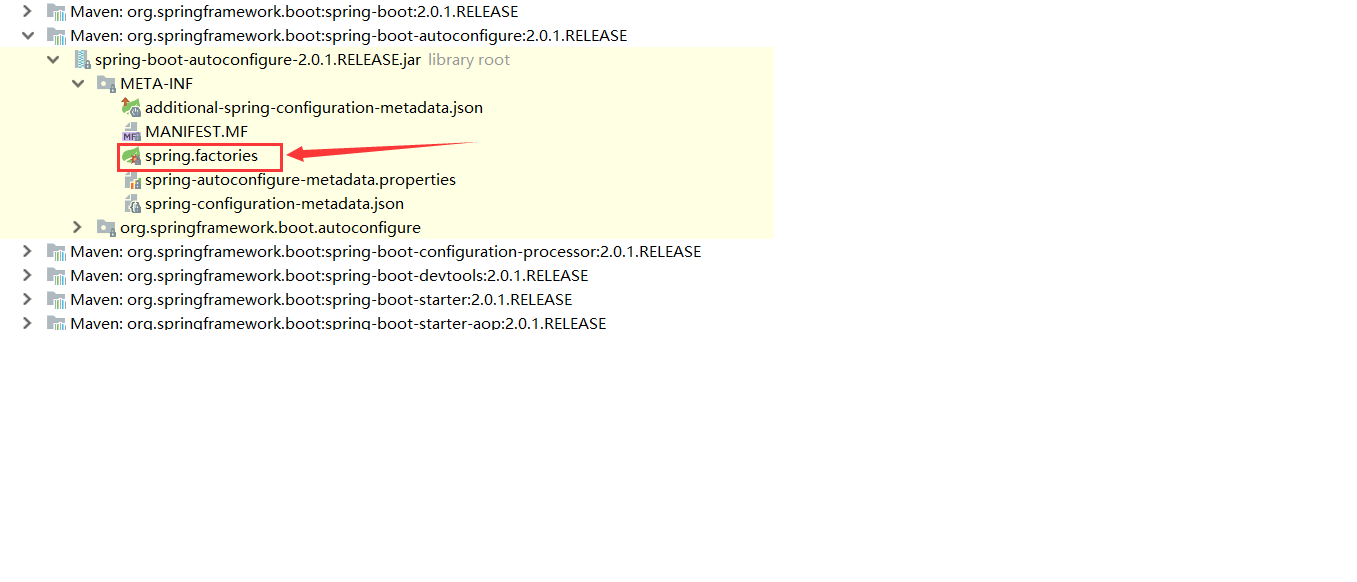 Maven: org.springframework.boot:spring-boot:2.0.1.RELEASE
Maven: org.springframework.boot:spring-boot-autoconfigure:2.0.1.RELEASE
spring-boot-autoconfigure-2.0.1.RELEASE.jar library root
META-INF
additional-spring-configuration-metadata.json
MF MANIFEST.MF
spring.factories
spring-autoconfigure-metadata.properties
spring-configuration-metadata.json
org.springframework.boot.autoconfigure
Maven: org.springframework.boot:spring-boot-configuration-processor:2.0.1.RELEASE
Maven: org.springframework.boot:spring-boot-devtools:2.0.1.RELEASE
Maven: org.springframework.boot:spring-boot-starter:2.0.1.RELEASE
Maven: org.springframework.boot:spring-boot-starter-aop:2.0.1.RELEASE